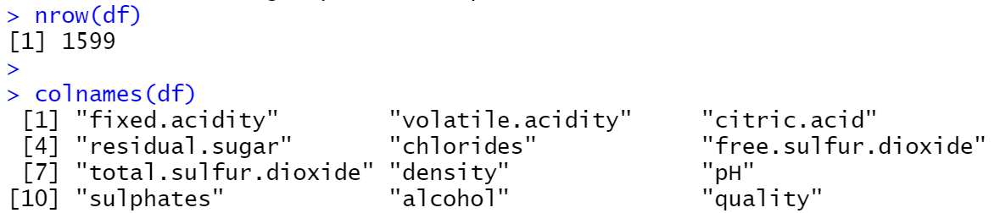 > nrow(df)
[1] 1599
>
> colnames(df)
 [1] "fixed.acidity"        "volatile.acidity"     "citric.acid"
 [4] "residual.sugar"       "chlorides"            "free.sulfur.dioxide"
 [7] "total.sulfur.dioxide" "density"              "pH"
[10] "sulphates"            "alcohol"              "quality"